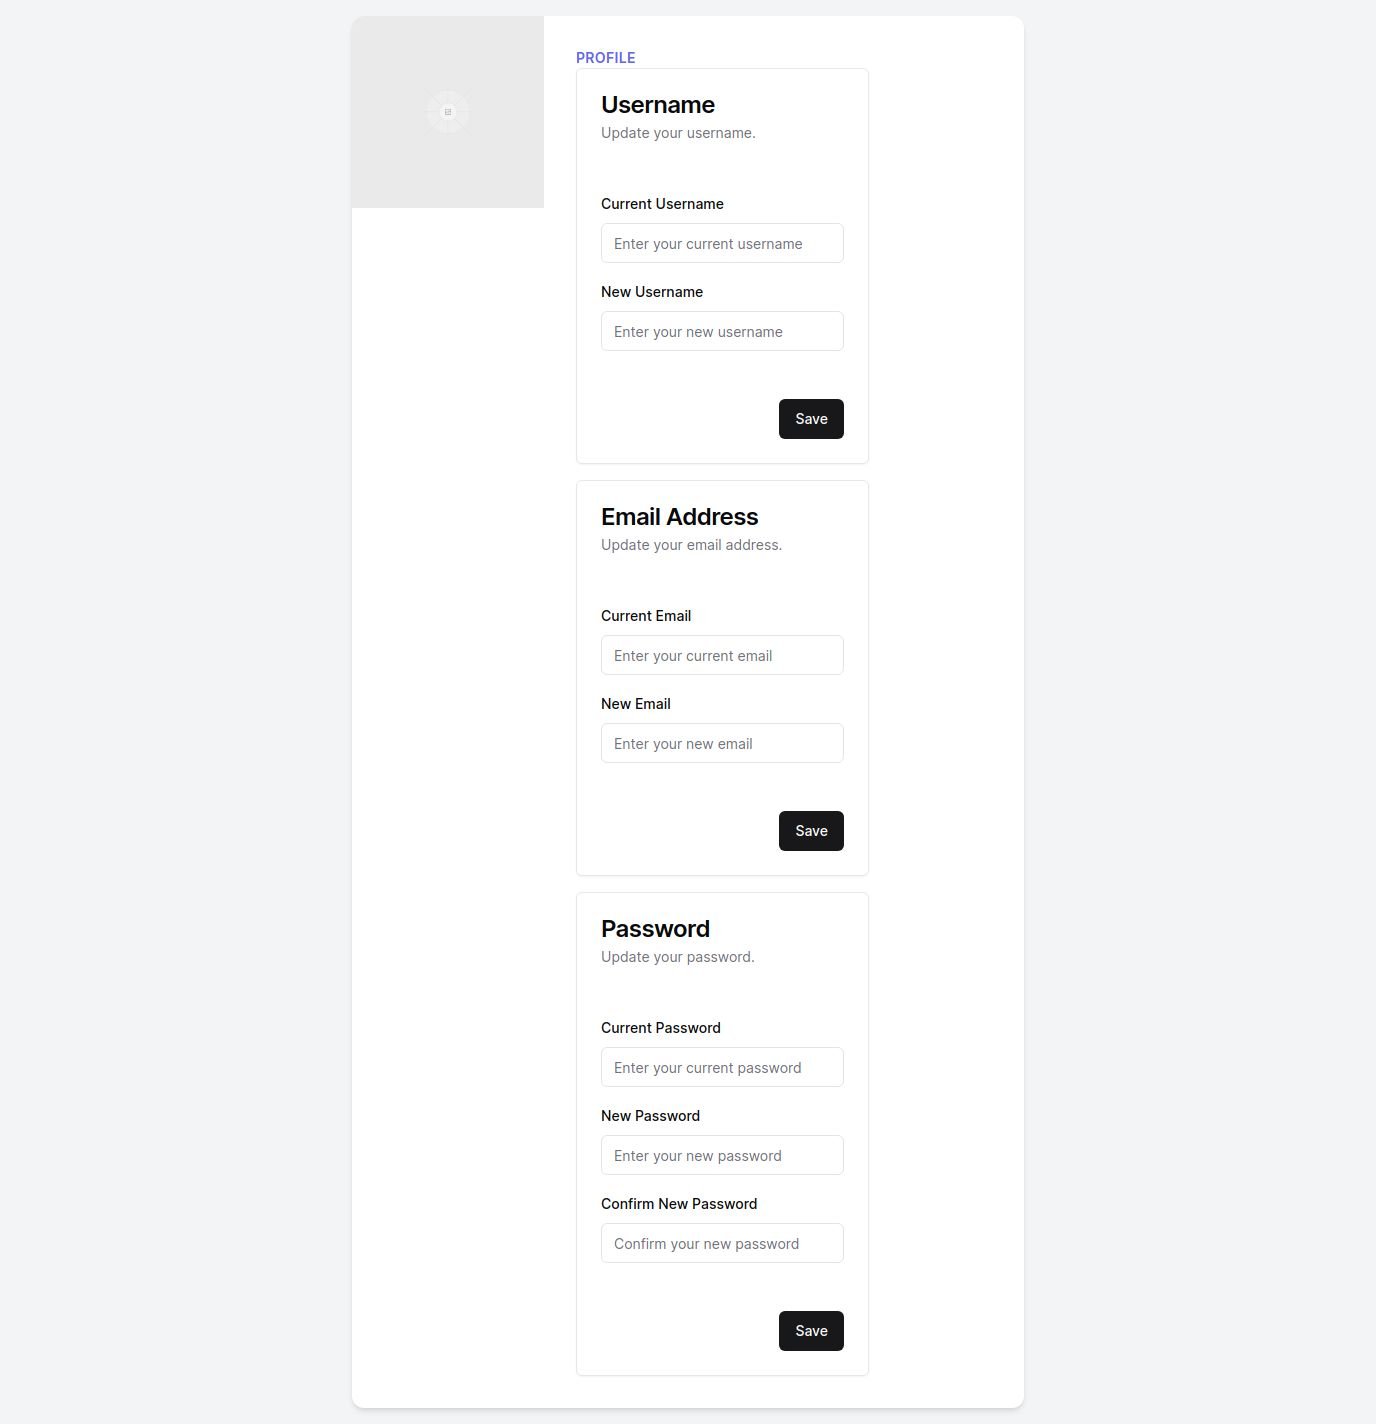 PROFILE
Username
Update your username.
Current Username
Enter your current username
New Username
Enter your new username
Save
Email Address
Update your email address.
Current Email
Enter your current email
New Email
Enter your new email
Save
Password
Update your password.
Current Password
Enter your current password
New Password
Enter your new password
Confirm New Password
Confirm your new password
Save